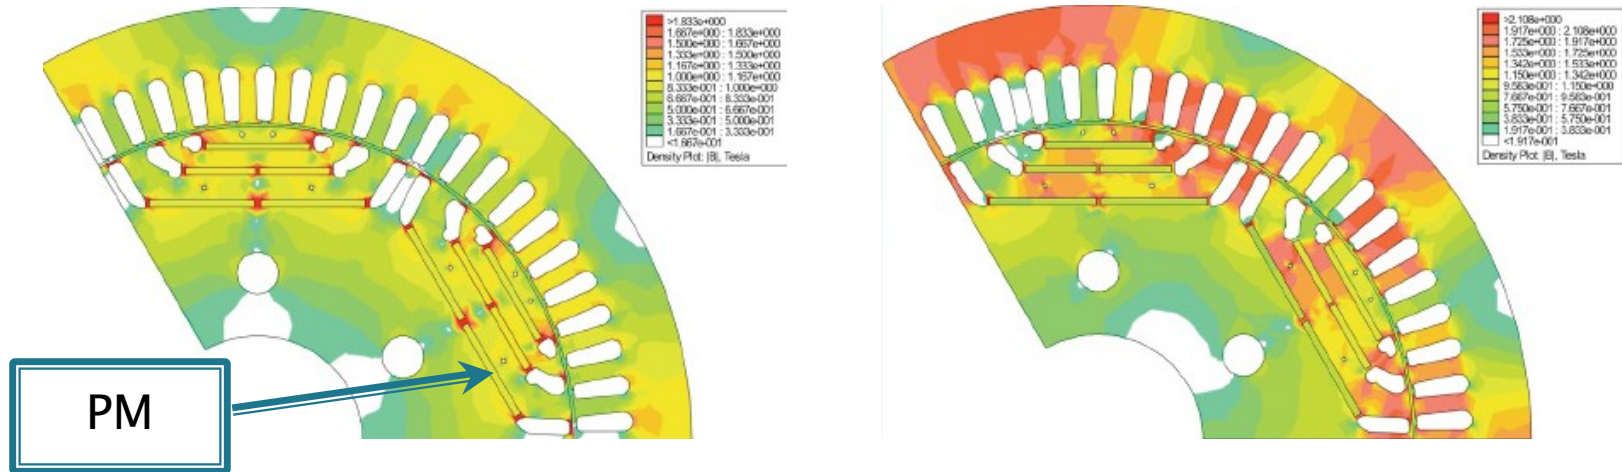 >1.833e+000
1.667e+000 : 1.833e+000
1.500e+000 : 1.667e+000
1.333e+000 : 1.500e+000
1.167e+000 : 1.333e+000
1.000e+000 : 1.167e+000
8.333e-001 : 1.000e+000
6.667e-001 : 8.333e-001
5.000e-001 : 6.667e-001
3.333e-001 : 5.000e-001
1.667e-001 : 3.333e-001
<1.667e-001
Density Plot: |B|, Tesla
>2.108e+000
1.917e+000 : 2.108e+000
1.725e+000 : 1.917e+000
1.533e+000 : 1.725e+000
1.342e+000 : 1.533e+000
1.150e+000 : 1.342e+000
9.583e-001 : 1.150e+000
7.667e-001 : 9.583e-001
5.750e-001 : 7.667e-001
3.833e-001 : 5.750e-001
1.917e-001 : 3.833e-001
<1.917e-001
Density Plot: |B|, Tesla
PM